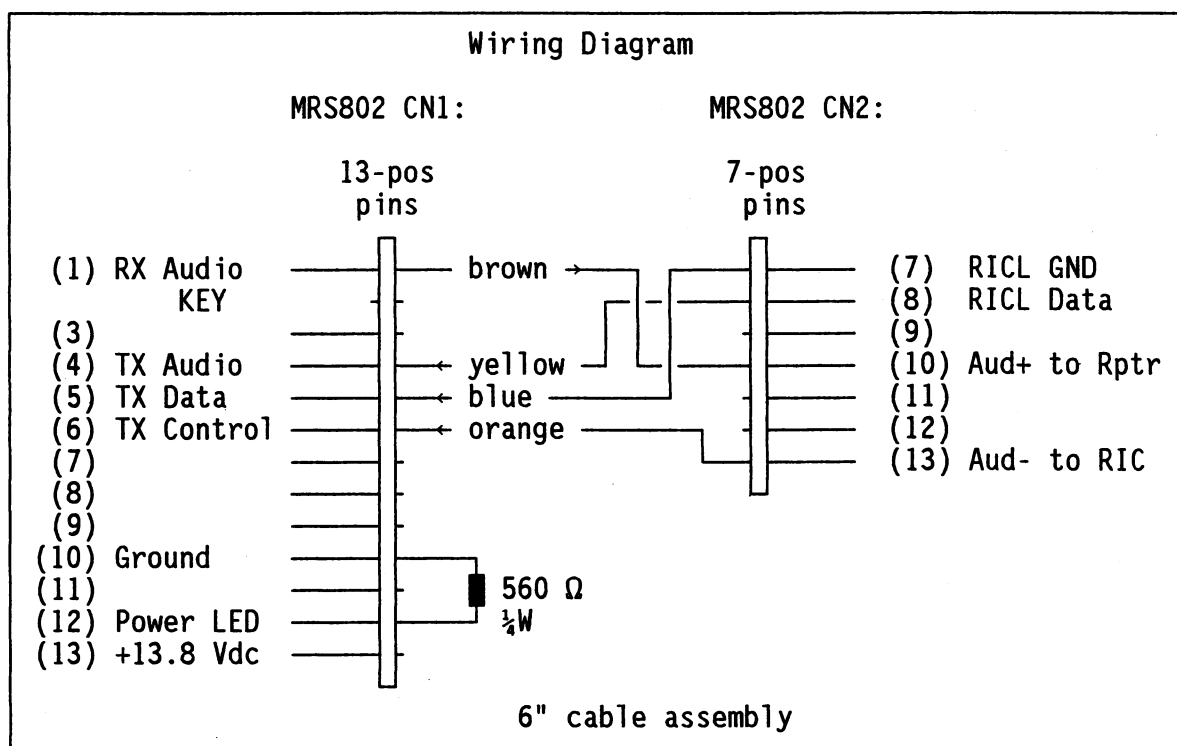 Wiring Diagram
MRS802 CN1:
MRS802 CN2:
13-pos
pins
7-pos
pins
(1) RX Audio
KEY
(3)
(4) TX Audio
(5) TX Data
(6) TX Control
(7)
(8)
(9)
(10) Ground
(11)
(12) Power LED
(13) +13.8 Vdc
brown
yellow
blue
orange
560 Ω
¼W
(7) RICL GND
(8) RICL Data
(9)
(10) Aud+ to Rptr
(11)
(12)
(13) Aud- to RIC
6" cable assembly